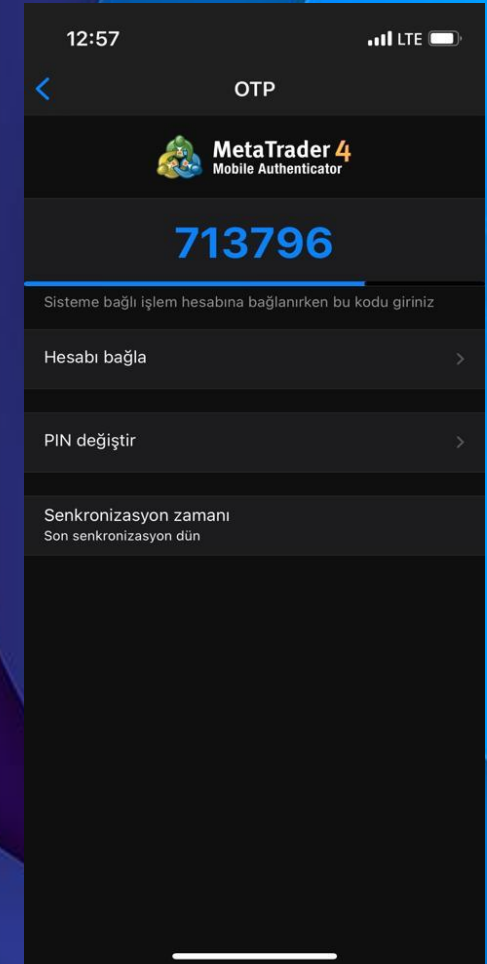 12:57
LTE
OTP
MetaTrader 4
Mobile Authenticator
713796
Sisteme bağlı işlem hesabına bağlanırken bu kodu giriniz
Hesabı bağla
PIN değiştir
Senkronizasyon zamanı
Son senkronizasyon dün